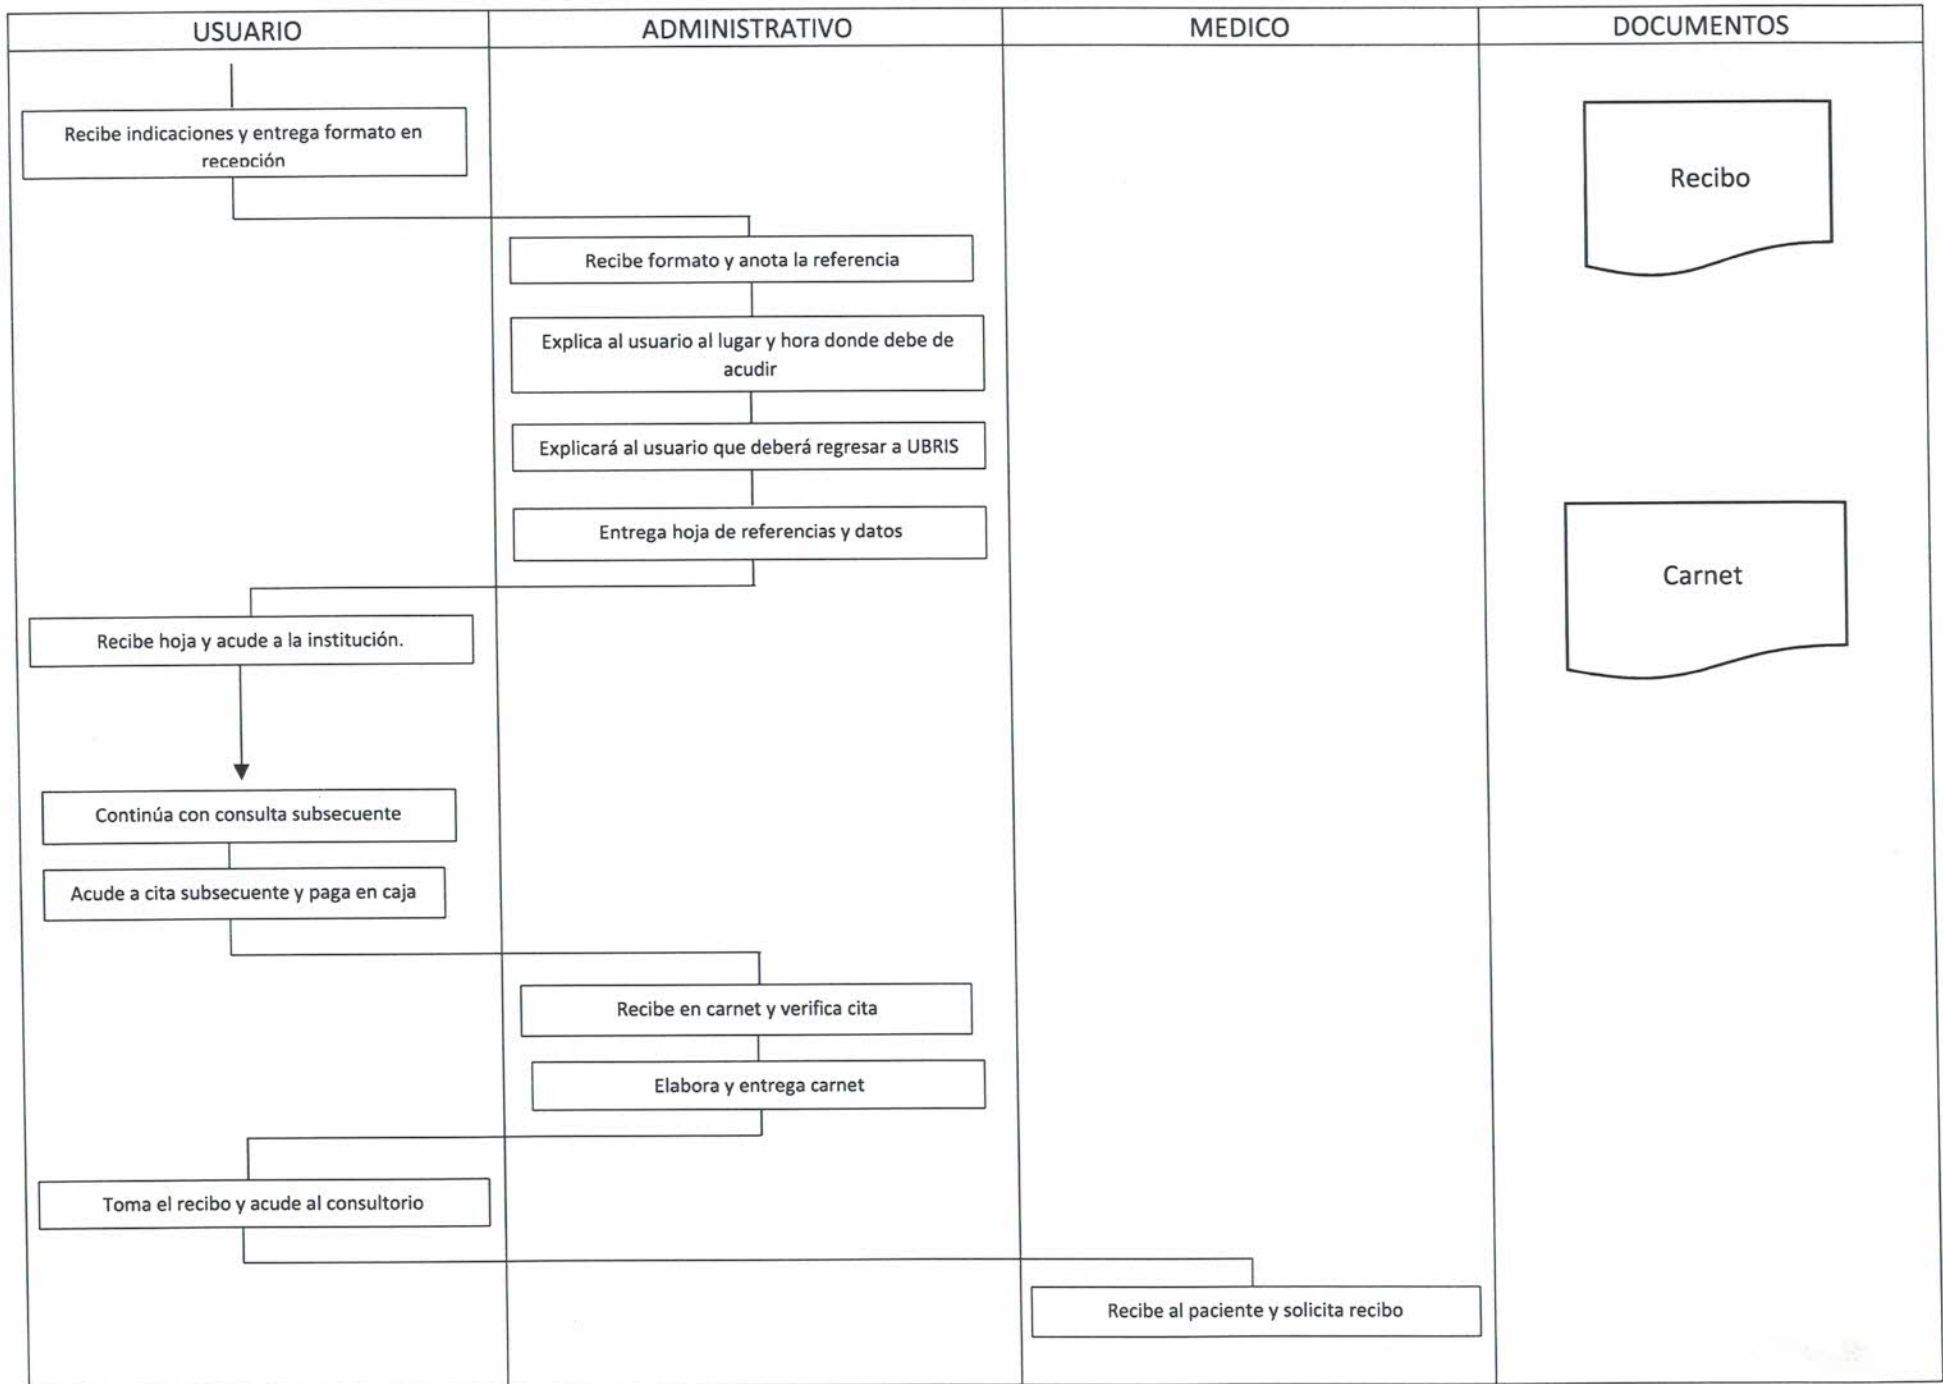 USUARIO
ADMINISTRATIVO
MEDICO
DOCUMENTOS
Recibe indicaciones y entrega formato en
recepción
Recibo
Recibe formato y anota la referencia
Explica al usuario al lugar y hora donde debe de
acudir
Explicará al usuario que deberá regresar a UBRIS
Entrega hoja de referencias y datos
Carnet
Recibe hoja y acude a la institución.
Continúa con consulta subsecuente
Acude a cita subsecuente y paga en caja
Recibe en carnet y verifica cita
Elabora y entrega carnet
Toma el recibo y acude al consultorio
Recibe al paciente y solicita recibo